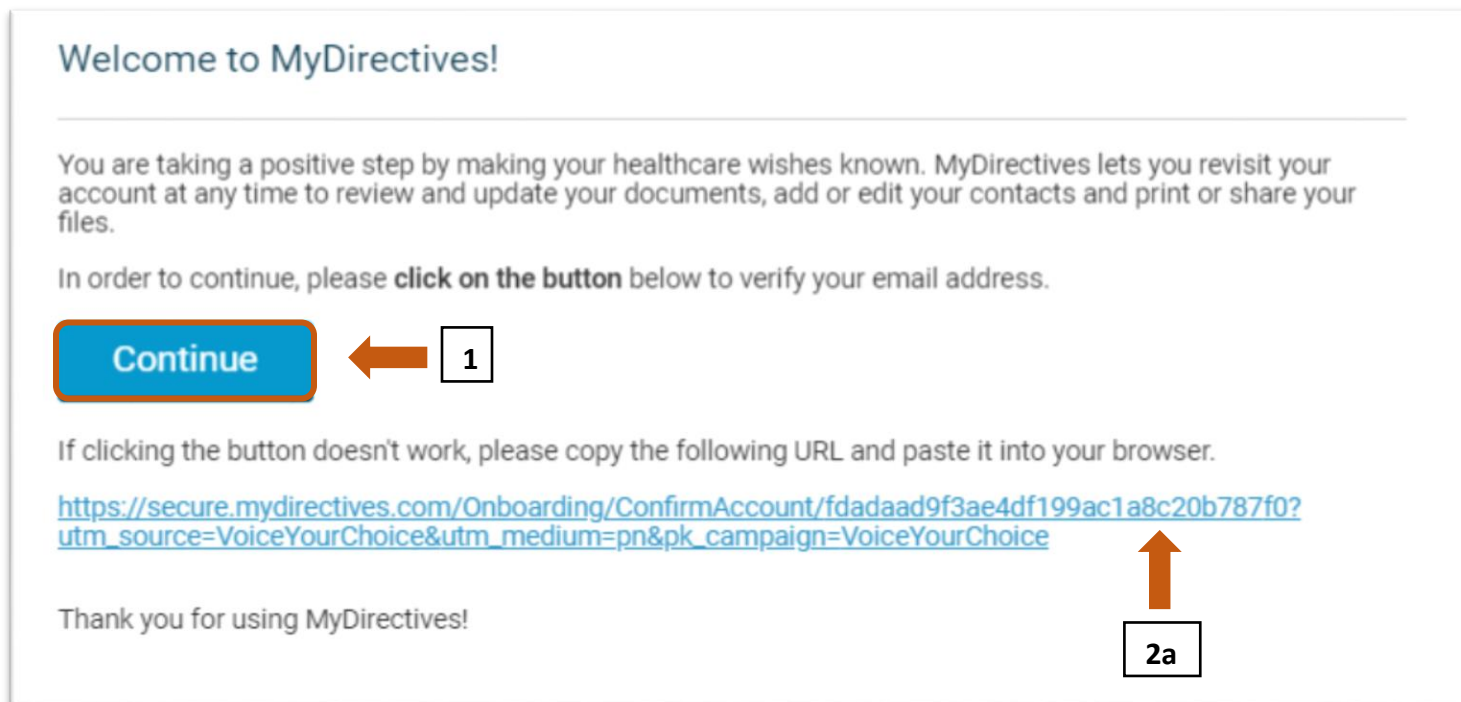 Welcome to MyDirectives!
You are taking a positive step by making your healthcare wishes known. MyDirectives lets you revisit your
account at any time to review and update your documents, add or edit your contacts and print or share your
files.
In order to continue, please click on the button below to verify your email address.
Continue
1
If clicking the button doesn't work, please copy the following URL and paste it into your browser.
https://secure.mydirectives.com/Onboarding/ConfirmAccount/fdadaad9f3ae4df199ac1a8c20b787f0?
utm_source=VoiceYourChoice&utm_medium=pn&pk_campaign=VoiceYourChoice
Thank you for using MyDirectives!
2a